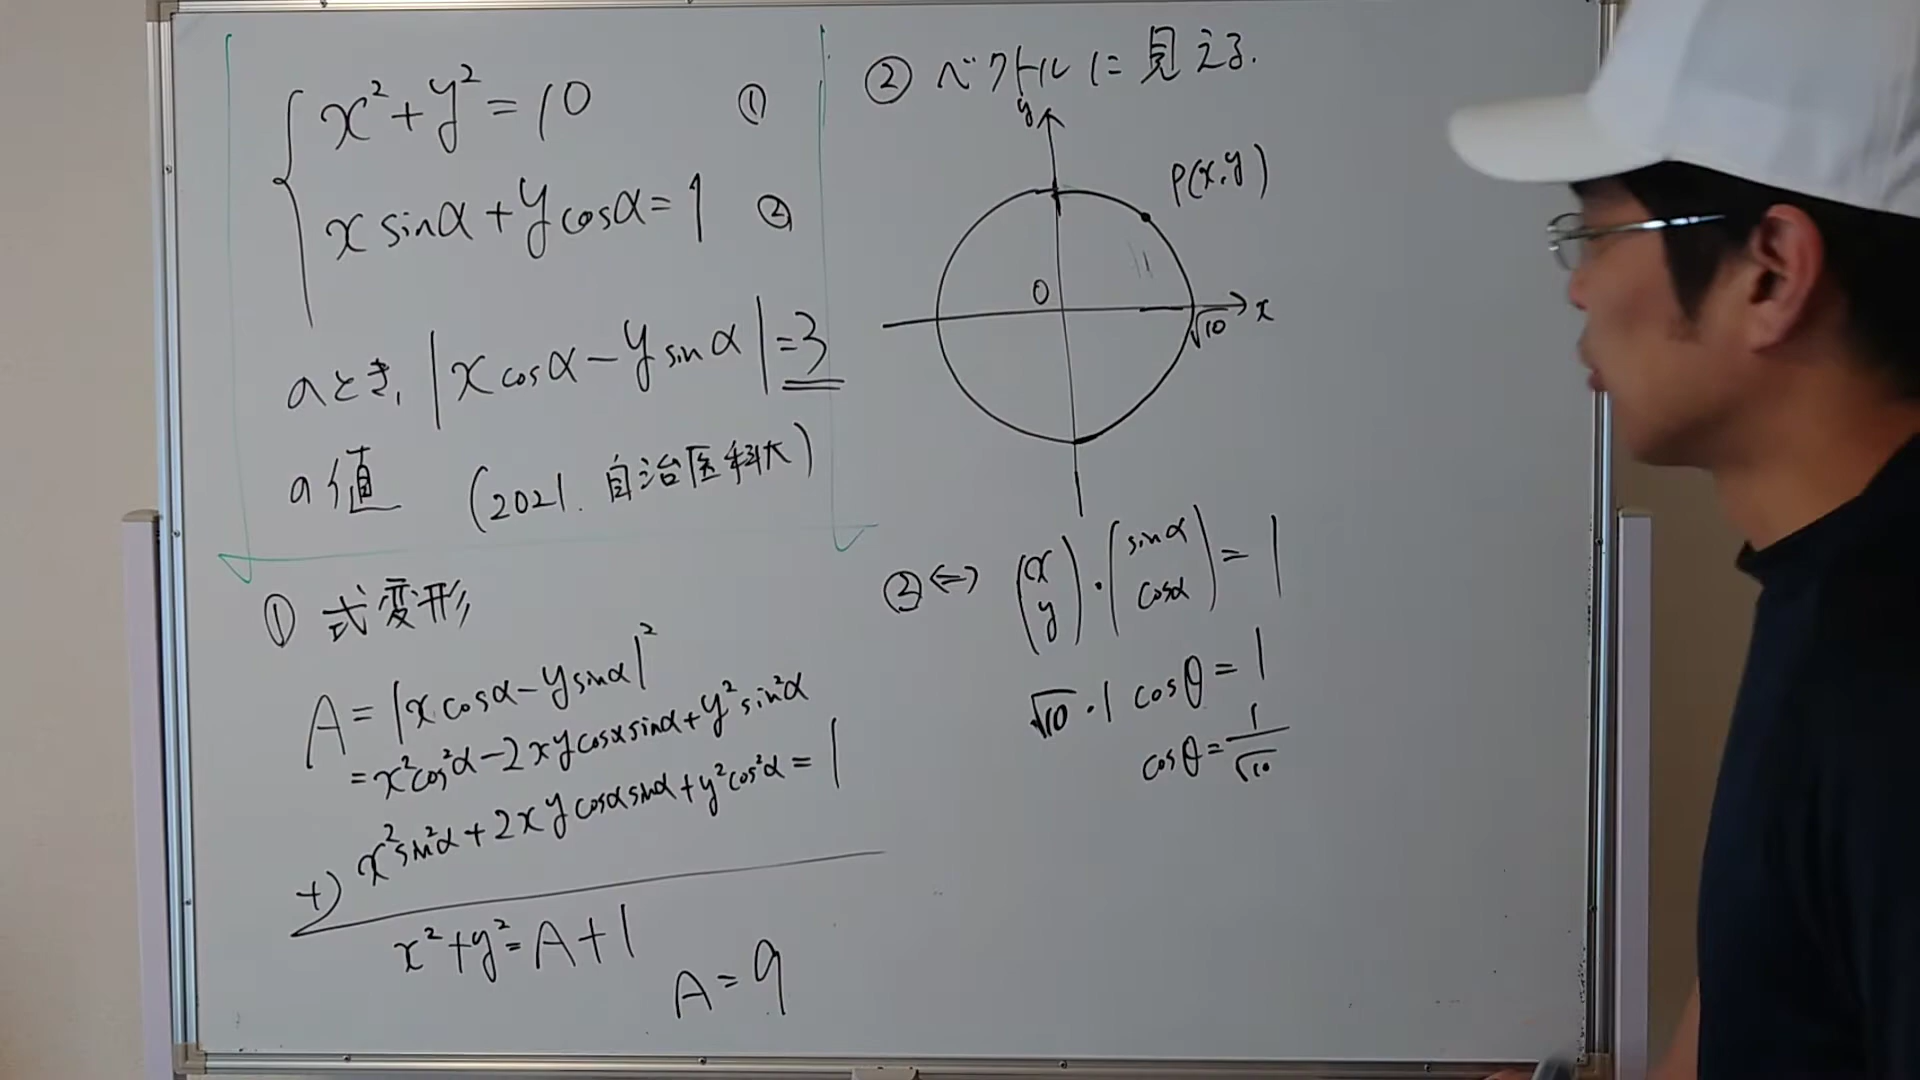 x²+y²=10 ①
x sinα+y cosα=1 ②
のとき, |x cosα-y sinα|=3
の値 (2021. 自治医科大)
① 式変形
A=|x cosα-y sinα|²
=x²cos²α-2xy cosα sinα+y²sin²α
+) x²sin²α+2xy cosα sinα+y²cos²α=1
x²+y²=A+1
A=9
② ベクトルに見える.
y
P(x,y)
0
√10
x
②⇔ (x y)·(sinα cosα)=1
√10·1 cosθ=1
cosθ=1/√10